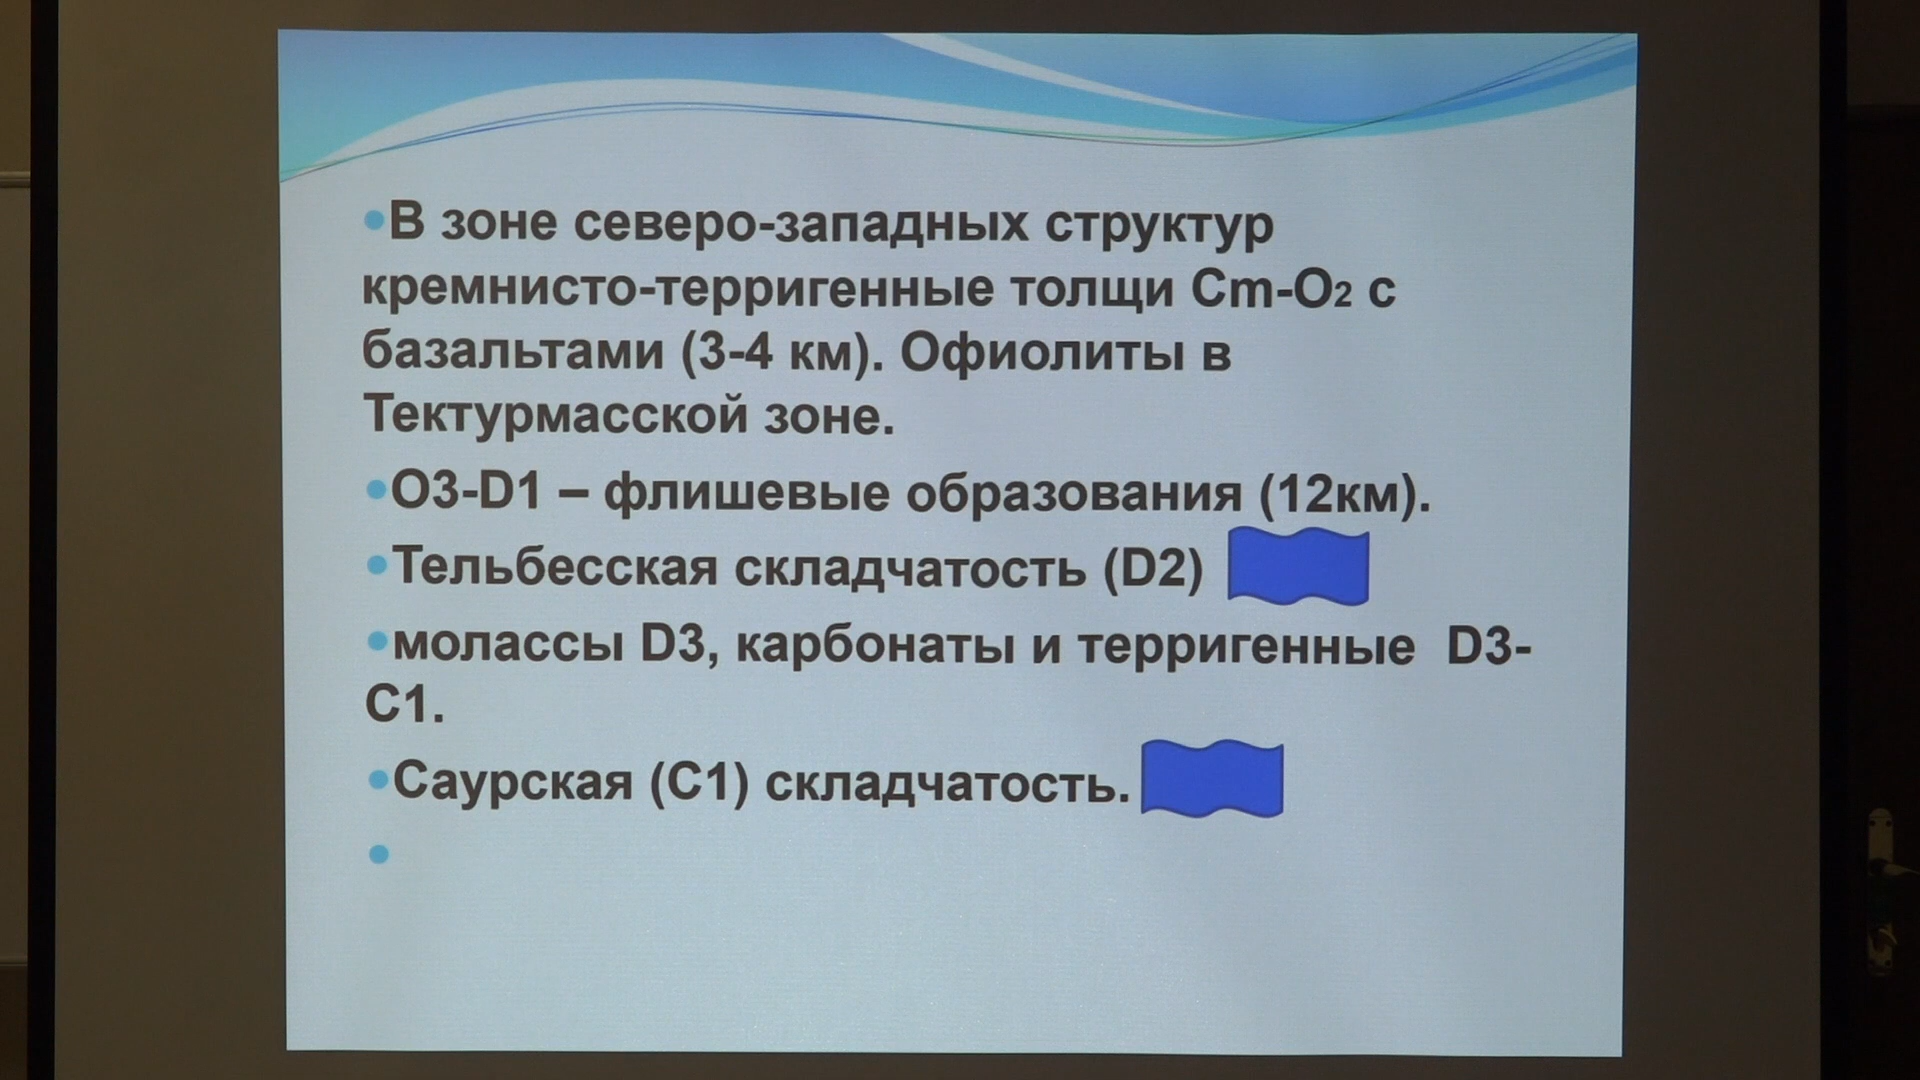 •В зоне северо-западных структур
кремнисто-терригенные толщи Cm-O₂ с
базальтами (3-4 км). Офиолиты в
Тектурмасской зоне.
•O3-D1 – флишевые образования (12км).
•Тельбесская складчатость (D2)
•молассы D3, карбонаты и терригенные D3-
C1.
•Саурская (C1) складчатость.
•